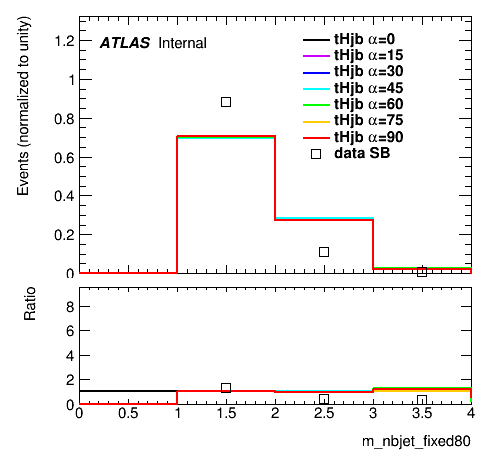 ATLAS Internal
tHjb α=0
tHjb α=15
tHjb α=30
tHjb α=45
tHjb α=60
tHjb α=75
tHjb α=90
data SB
Events (normalized to unity)
1.2
1
0.8
0.6
0.4
0.2
0
Ratio
8
6
4
2
0
0 0.5 1 1.5 2 2.5 3 3.5 4
m_nbjet_fixed80